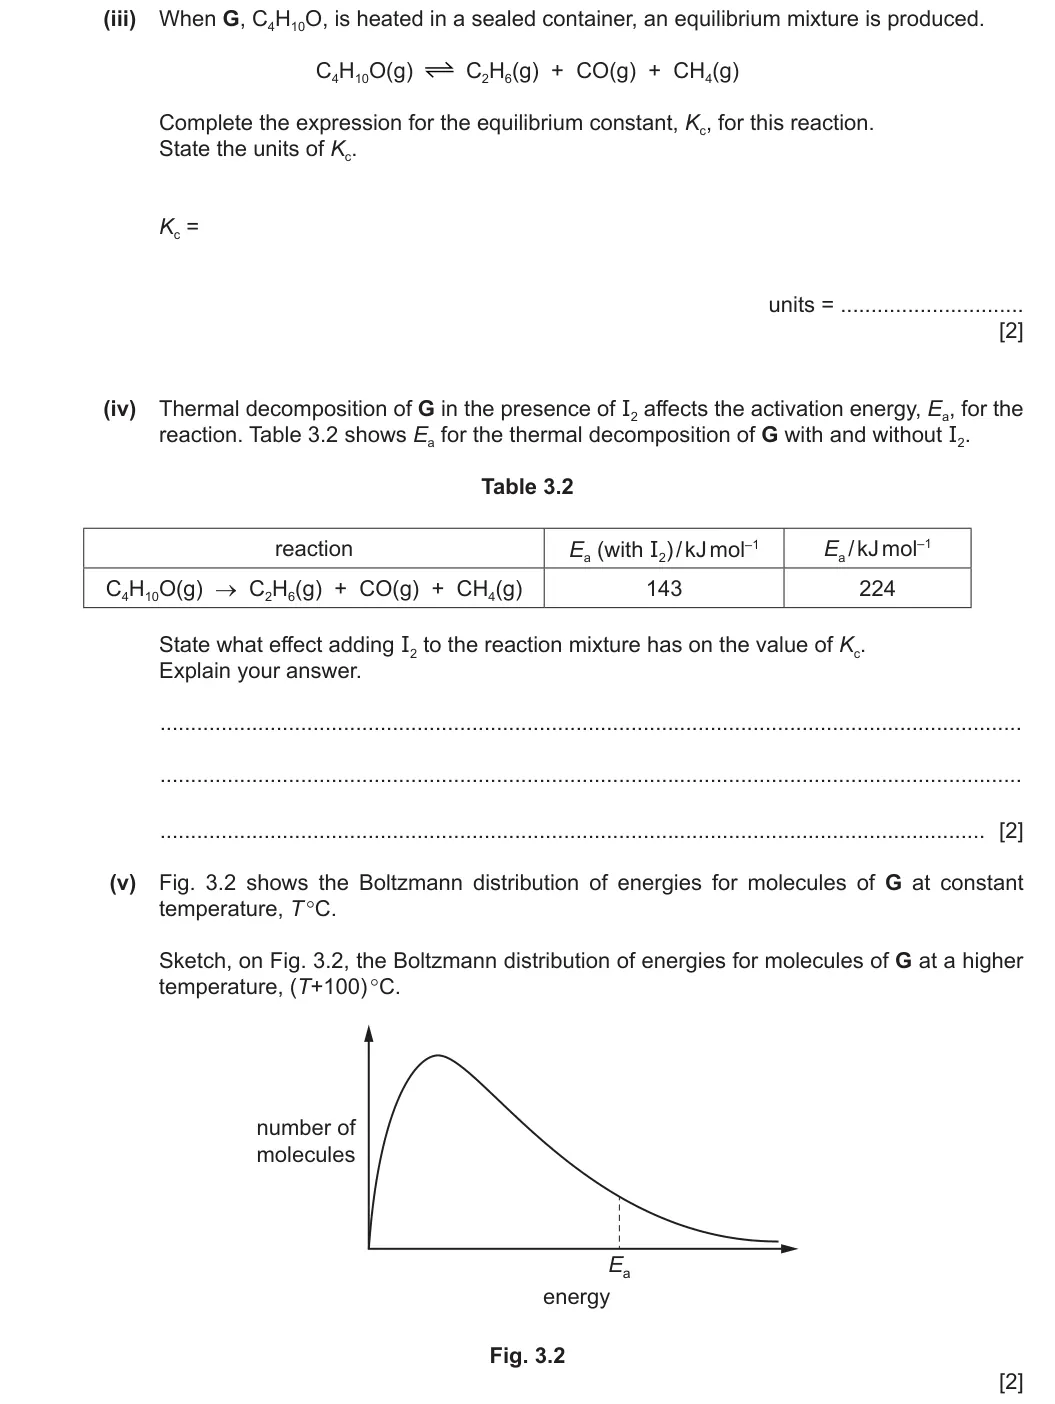 (iii) When G, C₄H₁₀O, is heated in a sealed container, an equilibrium mixture is produced.
C₄H₁₀O(g) ⇌ C₂H₆(g) + CO(g) + CH₄(g)
Complete the expression for the equilibrium constant, Kc, for this reaction.
State the units of Kc.
Kc =
units = ...............................
[2]
(iv) Thermal decomposition of G in the presence of I₂ affects the activation energy, Eₐ, for the
reaction. Table 3.2 shows Eₐ for the thermal decomposition of G with and without I₂.
Table 3.2
reaction Eₐ (with I₂)/kJ mol⁻¹ Eₐ/kJ mol⁻¹
C₄H₁₀O(g) → C₂H₆(g) + CO(g) + CH₄(g) 143 224
State what effect adding I₂ to the reaction mixture has on the value of Kc.
Explain your answer.
................................................................................................................................................
................................................................................................................................................
.......................................................................................................................................... [2]
(v) Fig. 3.2 shows the Boltzmann distribution of energies for molecules of G at constant
temperature, T °C.
Sketch, on Fig. 3.2, the Boltzmann distribution of energies for molecules of G at a higher
temperature, (T+100) °C.
number of
molecules
Eₐ
energy
Fig. 3.2
[2]